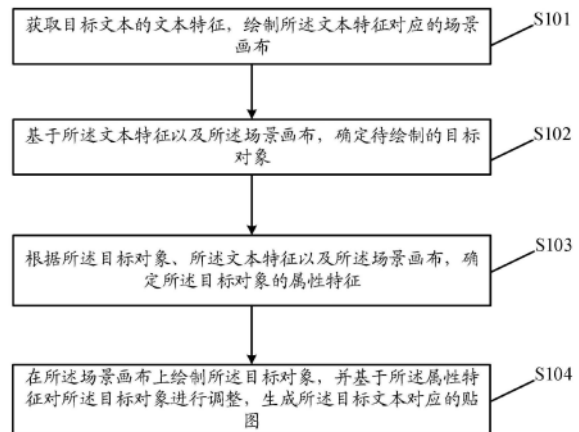 获取目标文本的文本特征，绘制所述文本特征对应的场景
画布
S101
基于所述文本特征以及所述场景画布，确定待绘制的目标
对象
S102
根据所述目标对象、所述文本特征以及所述场景画布，确
定所述目标对象的属性特征
S103
在所述场景画布上绘制所述目标对象，并基于所述属性特
征对所述目标对象进行调整，生成所述目标文本对应的贴
图
S104